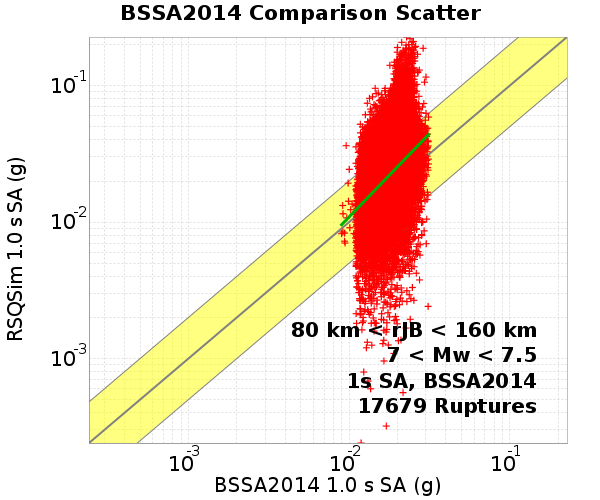 BSSA2014 Comparison Scatter
RSQSim 1.0 s SA (g)
10-1
10-2
10-3
80 km < rJB < 160 km
7 < Mw < 7.5
1s SA, BSSA2014
17679 Ruptures
10-3 10-2 10-1
BSSA2014 1.0 s SA (g)